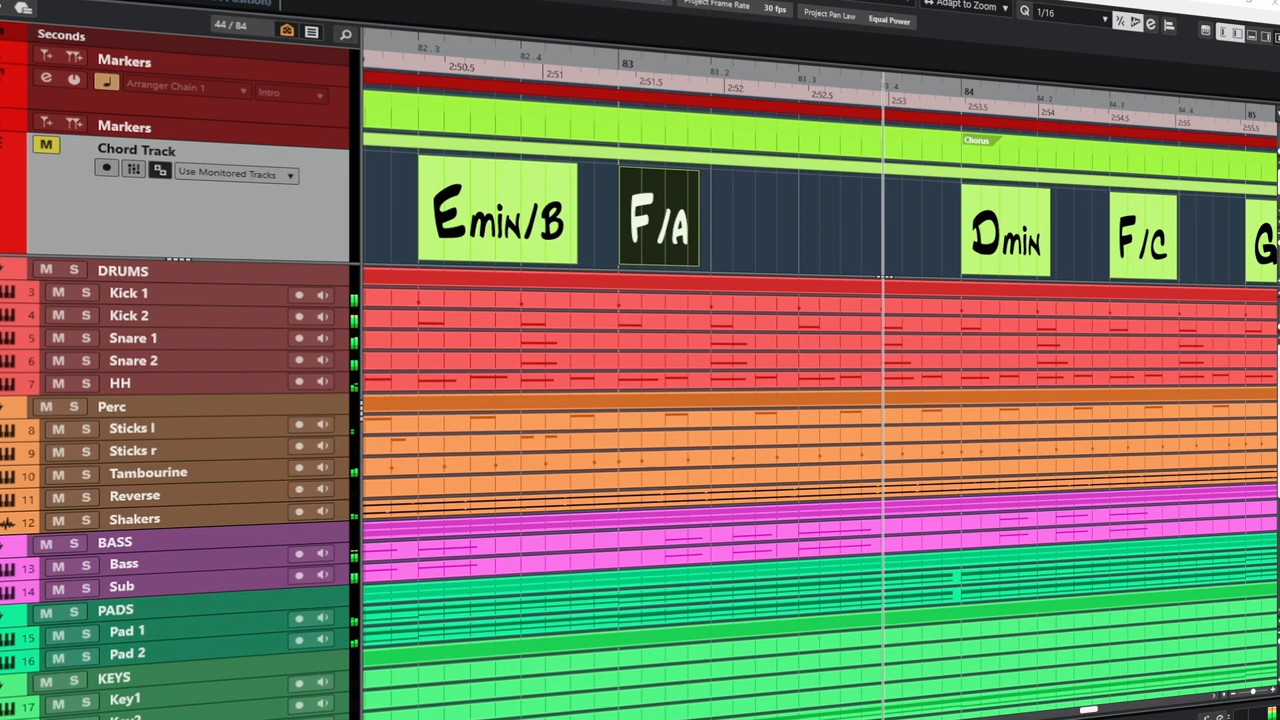 Position)
44 / 84
Project Frame Rate 30 fps
Project Pan Law Equal Power
Adapt to Zoom
1/16
Seconds
Markers
Arranger Chain 1 Intro
Markers
M Chord Track
Use Monitored Tracks
82.3 82.4 83 83.2 83.3 3.4 84 84.2 84.3 84.4 85
2:50.5 2:51 2:51.5 2:52 2:52.5 2:53 2:53.5 2:54 2:54.5 2:55 2:55.5
Chorus
Emin/B F/A Dmin F/C G
M S DRUMS
3 M S Kick 1
4 M S Kick 2
5 M S Snare 1
6 M S Snare 2
7 M S HH
M S Perc
8 M S Sticks l
9 M S Sticks r
10 M S Tambourine
11 M S Reverse
12 M S Shakers
M S BASS
13 M S Bass
14 M S Sub
M S PADS
15 M S Pad 1
16 M S Pad 2
M S KEYS
17 M S Key1